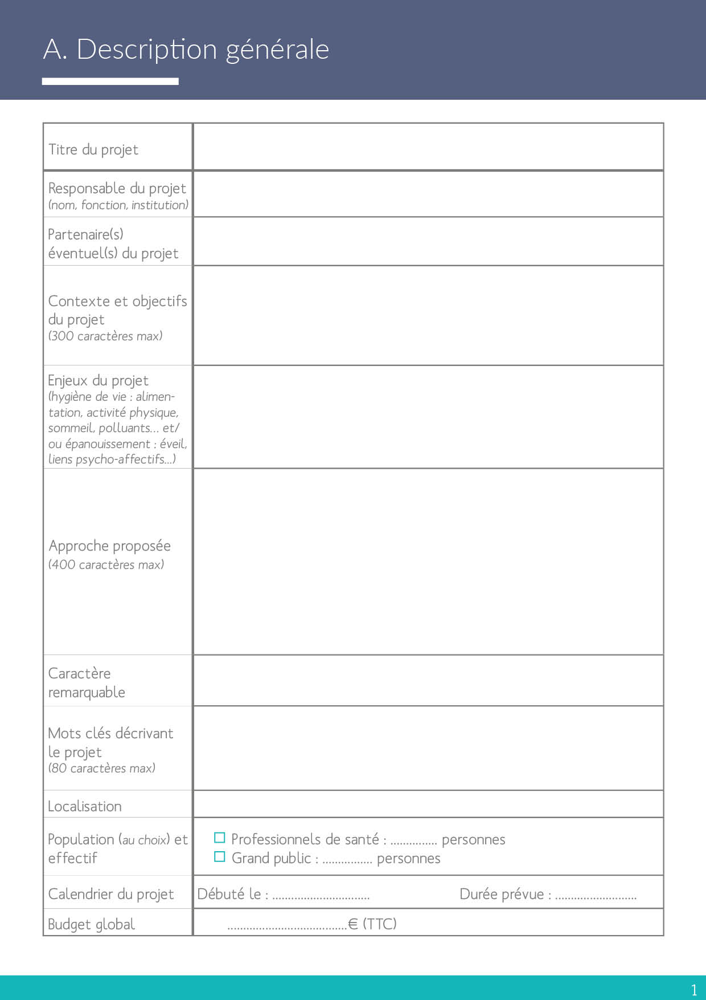 A. Description générale
Titre du projet
Responsable du projet
(nom, fonction, institution)
Partenaire(s)
éventuel(s) du projet
Contexte et objectifs
du projet
(300 caractères max)
Enjeux du projet
(hygiène de vie : alimen-
tation, activité physique,
sommeil, polluants... et/
ou épanouissement : éveil,
liens psycho-affectifs...)
Approche proposée
(400 caractères max)
Caractère
remarquable
Mots clés décrivant
le projet
(80 caractères max)
Localisation
Population (au choix) et
effectif
Professionnels de santé : ............... personnes
Grand public : ................ personnes
Calendrier du projet
Débuté le : ...............................
Durée prévue : ..........................
Budget global
......................................€ (TTC)
1